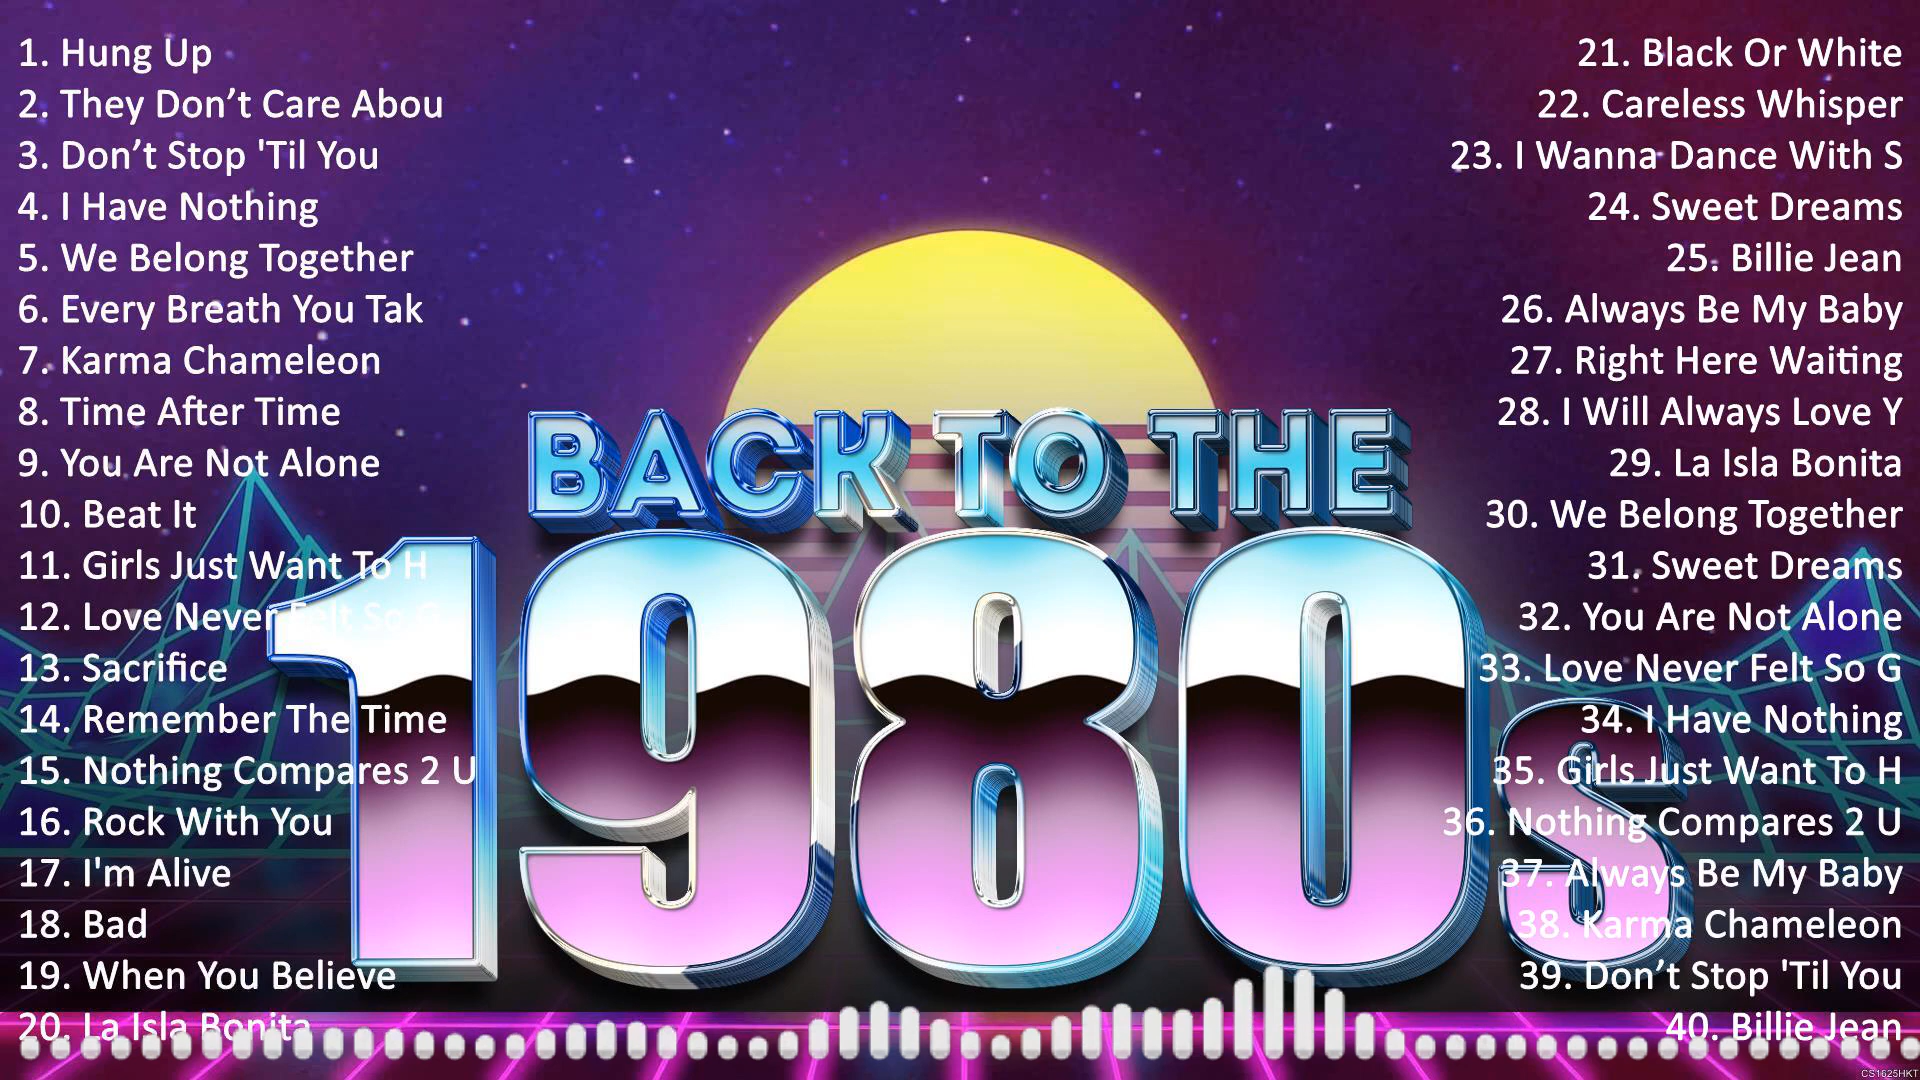 1. Hung Up
2. They Don’t Care Abou
3. Don’t Stop 'Til You
4. I Have Nothing
5. We Belong Together
6. Every Breath You Tak
7. Karma Chameleon
8. Time After Time
9. You Are Not Alone
10. Beat It
11. Girls Just Want To H
12. Love Never Felt So G
13. Sacrifice
14. Remember The Time
15. Nothing Compares 2 U
16. Rock With You
17. I'm Alive
18. Bad
19. When You Believe
20. La Isla Bonita
BACK TO THE
1980s
21. Black Or White
22. Careless Whisper
23. I Wanna Dance With S
24. Sweet Dreams
25. Billie Jean
26. Always Be My Baby
27. Right Here Waiting
28. I Will Always Love Y
29. La Isla Bonita
30. We Belong Together
31. Sweet Dreams
32. You Are Not Alone
33. Love Never Felt So G
34. I Have Nothing
35. Girls Just Want To H
36. Nothing Compares 2 U
37. Always Be My Baby
38. Karma Chameleon
39. Don’t Stop 'Til You
40. Billie Jean
CS1625HKT